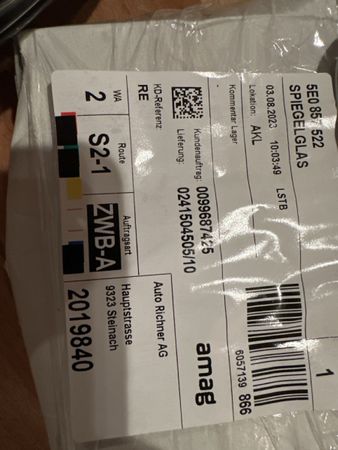 5E0 857 522
SPIEGELGLAS
1
03.08.2023 10:03:49 LSTB
Lokation: AKL
6057139 866
Kommentar Lager
Kundenauftrag: 0099687425
Lieferung: 0241504505/10
amag
KD-Referenz:
RE
Auto Richner AG
Hauptstrasse
9323 Steinach
WA Route Auftragsart
2 S2-1 ZWB-A 2019840